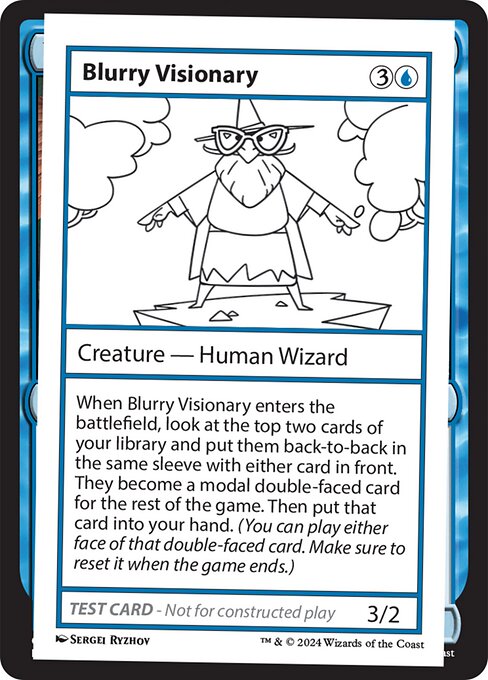 Blurry Visionary 3
Creature — Human Wizard
When Blurry Visionary enters the
battlefield, look at the top two cards of
your library and put them back-to-back in
the same sleeve with either card in front.
They become a modal double-faced card
for the rest of the game. Then put that
card into your hand. (You can play either
face of that double-faced card. Make sure to
reset it when the game ends.)
TEST CARD - Not for constructed play 3/2
Sergei Ryzhov ™ & © 2024 Wizards of the Coast